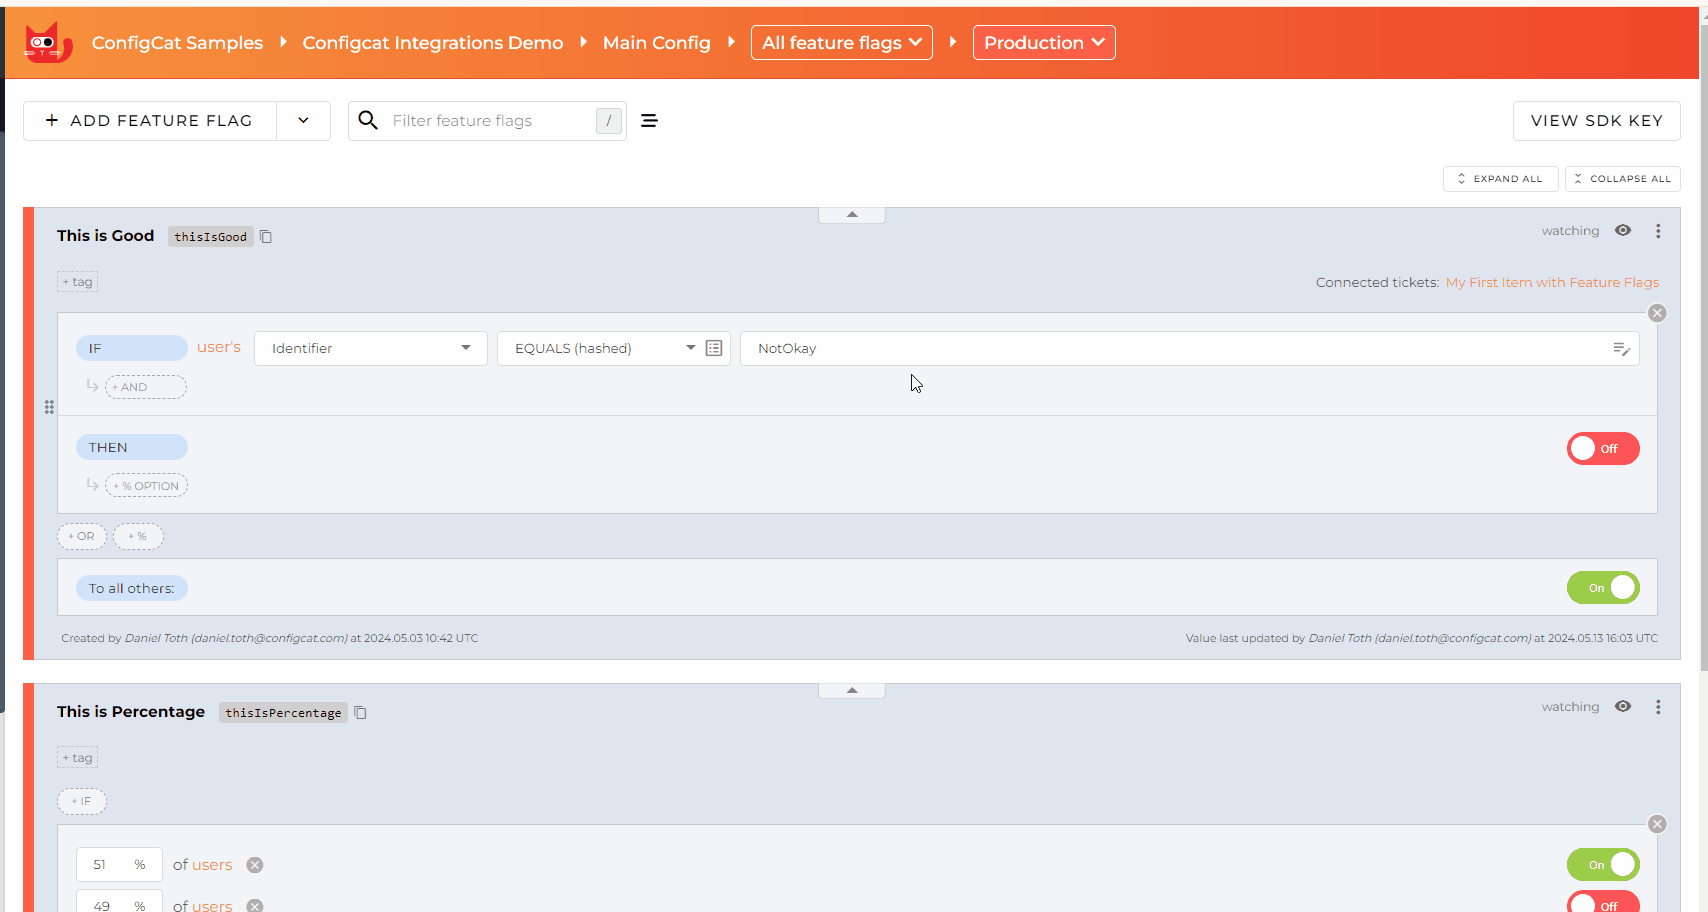 ConfigCat Samples Configcat Integrations Demo Main Config All feature flags Production
+ ADD FEATURE FLAG Filter feature flags / VIEW SDK KEY
EXPAND ALL COLLAPSE ALL
This is Good thisIsGood watching
+ tag Connected tickets: My First Item with Feature Flags
IF user's Identifier EQUALS (hashed) NotOkay
+ AND
THEN Off
+ % OPTION
+ OR + %
To all others: On
Created by Daniel Toth (daniel.toth@configcat.com) at 2024.05.03 10:42 UTC Value last updated by Daniel Toth (daniel.toth@configcat.com) at 2024.05.13 16:03 UTC
This is Percentage thisIsPercentage watching
+ tag
+ IF
51 % of users On
49 % of users Off